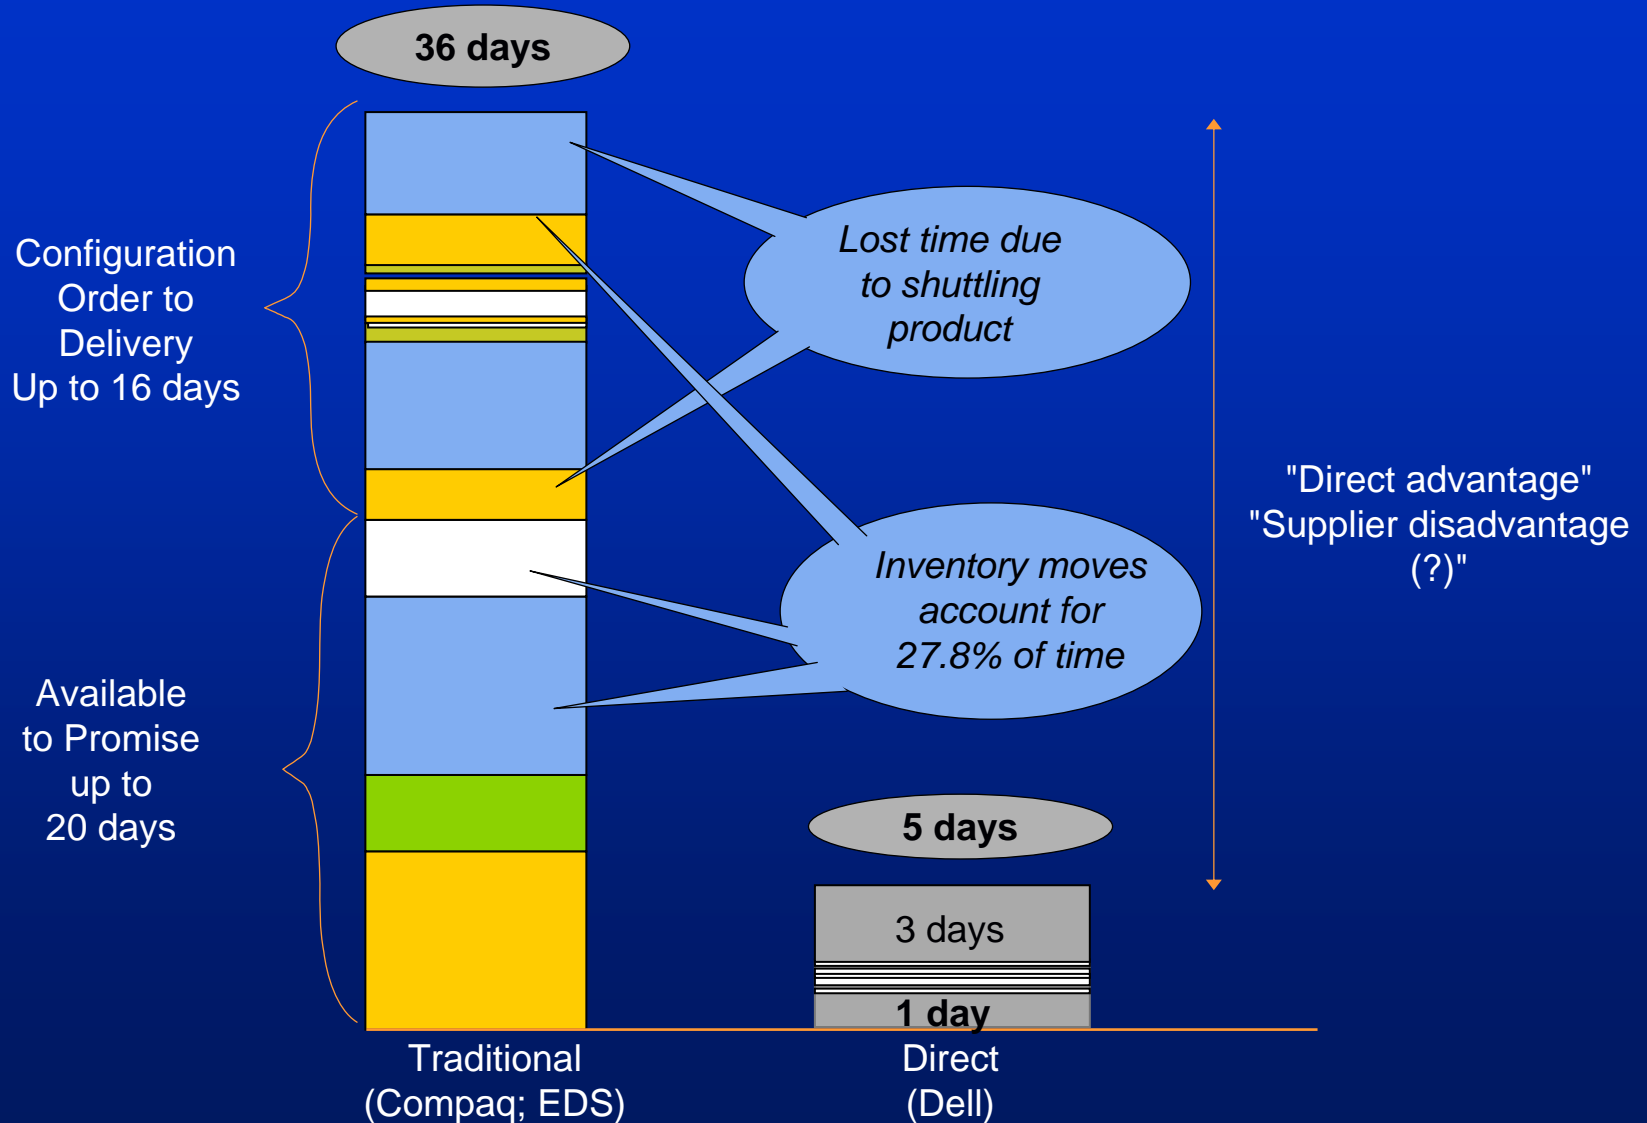 36 days
Configuration
Order to
Delivery
Up to 16 days
Lost time due
to shuttling
product
"Direct advantage"
"Supplier disadvantage
(?)"
Inventory moves
account for
27.8% of time
Available
to Promise
up to
20 days
5 days
3 days
1 day
Traditional
(Compaq; EDS)
Direct
(Dell)